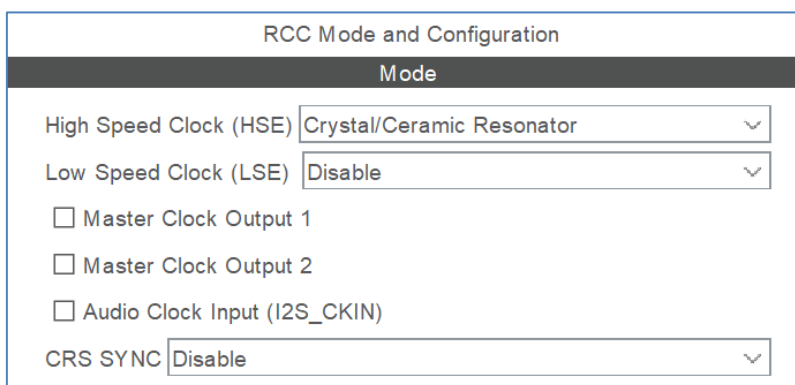 RCC Mode and Configuration
Mode
High Speed Clock (HSE) Crystal/Ceramic Resonator
Low Speed Clock (LSE) Disable
Master Clock Output 1
Master Clock Output 2
Audio Clock Input (I2S_CKIN)
CRS SYNC Disable